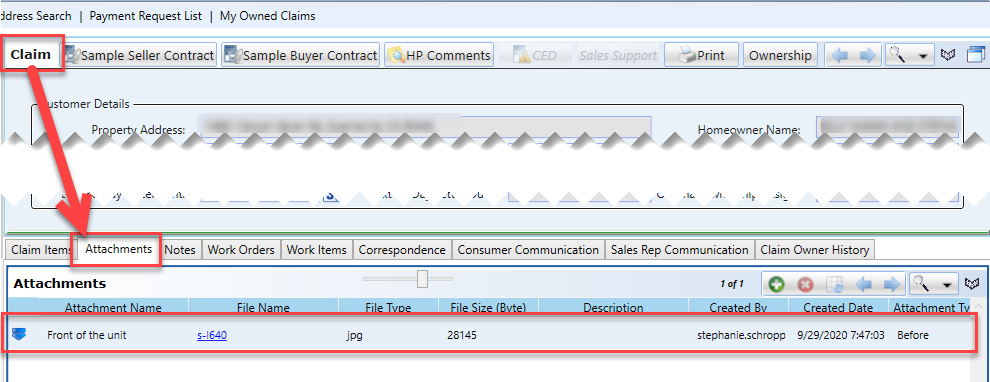 ddress Search | Payment Request List | My Owned Claims
Claim Sample Seller Contract Sample Buyer Contract HP Comments CED Sales Support Print Ownership
Customer Details
Property Address: Homeowner Name:
Claim Items Attachments Notes Work Orders Work Items Correspondence Consumer Communication Sales Rep Communication Claim Owner History
Attachments 1 of 1
Attachment Name File Name File Type File Size (Byte) Description Created By Created Date Attachment Ty
Front of the unit s-l640 jpg 28145 stephanie.schropp 9/29/2020 7:47:03 Before